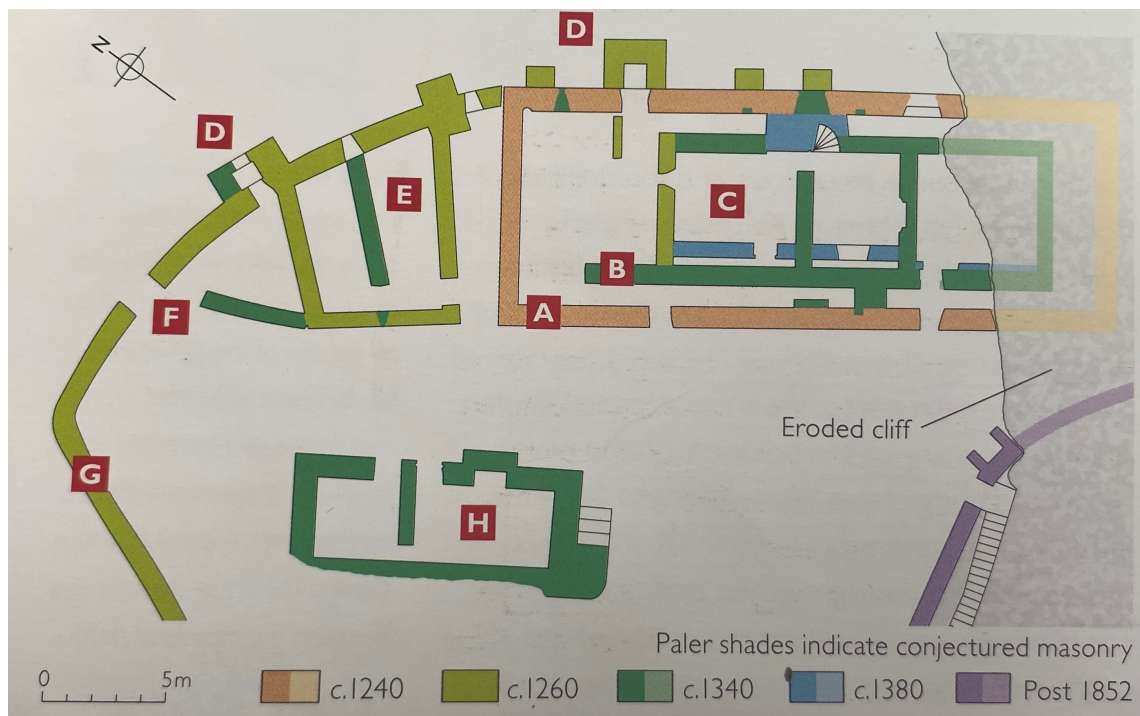 D
N
D
E
C
B
A
F
Eroded cliff
G
H
Paler shades indicate conjectured masonry
0 5m
c.1240 c.1260 c.1340 c.1380 Post 1852